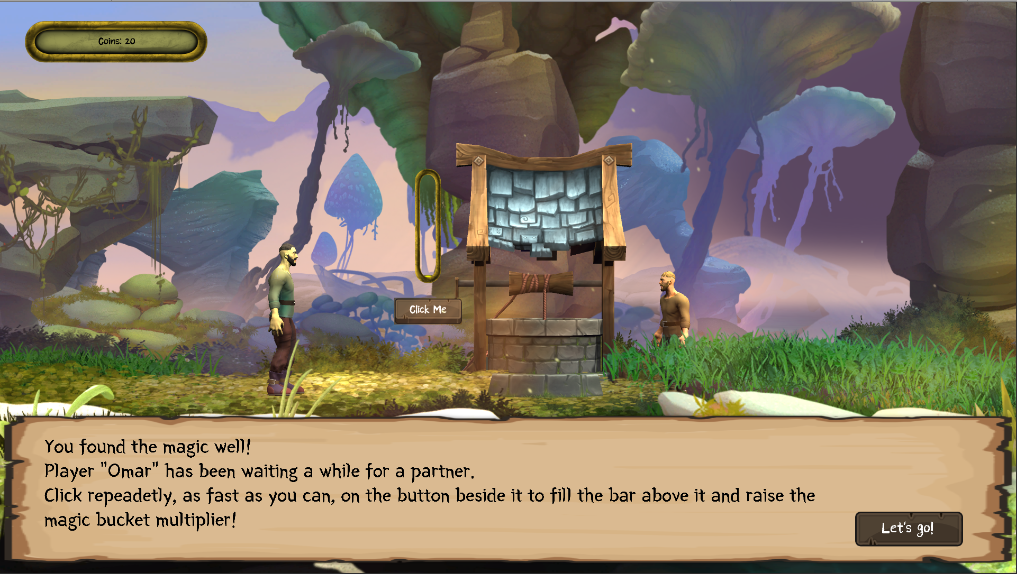 Coins: 20
Click Me
You found the magic well!
Player "Omar" has been waiting a while for a partner.
Click repeadetly, as fast as you can, on the button beside it to fill the bar above it and raise the
magic bucket multiplier!
Let's go!